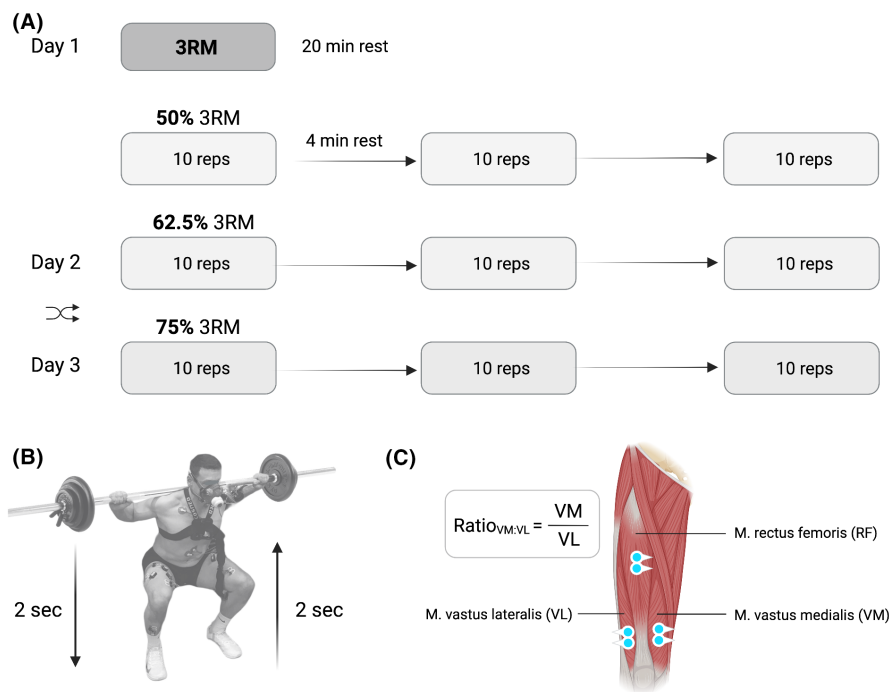 (A)
Day 1
3RM
20 min rest
50% 3RM
10 reps
4 min rest
10 reps
10 reps
62.5% 3RM
Day 2
10 reps
10 reps
10 reps
75% 3RM
Day 3
10 reps
10 reps
10 reps
(B)
2 sec
2 sec
(C)
RatioVM:VL = VM
VL
M. rectus femoris (RF)
M. vastus lateralis (VL)
M. vastus medialis (VM)